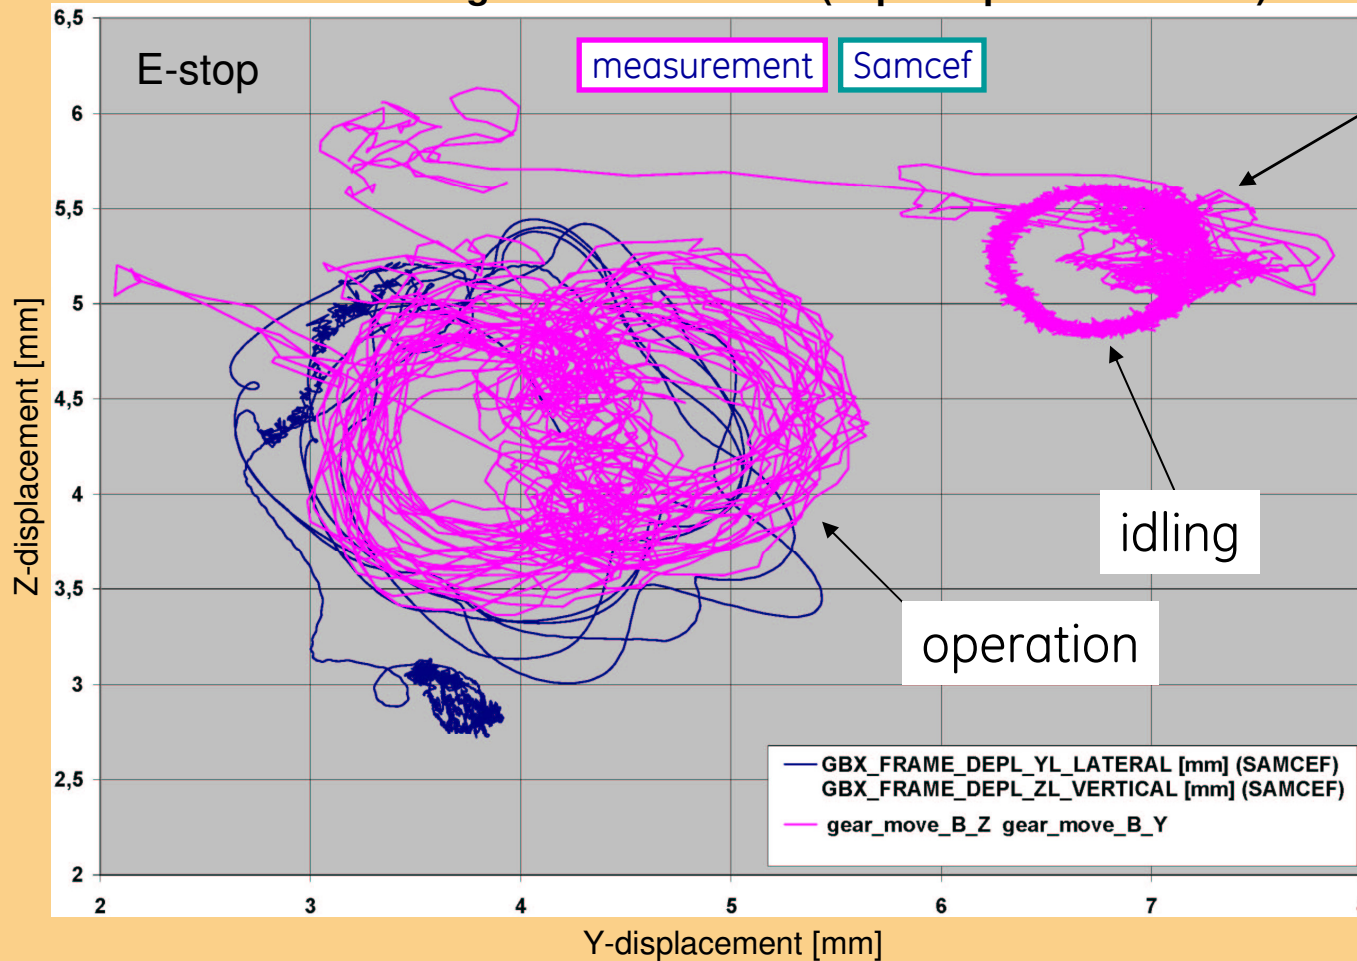 6,5
E-stop
measurement
Samcef
6
5,5
5
4,5
4
3,5
3
2,5
2
Z-displacement [mm]
idling
operation
GBX_FRAME_DEPL_YL_LATERAL [mm] (SAMCEF)
GBX_FRAME_DEPL_ZL_VERTICAL [mm] (SAMCEF)
gear_move_B_Z gear_move_B_Y
2 3 4 5 6 7
Y-displacement [mm]